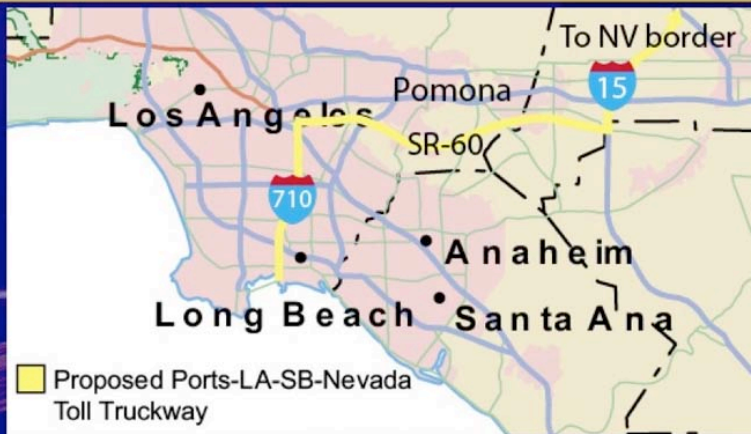 To NV border
15
Pomona
Los Angeles
SR-60
710
Anaheim
Long Beach
Santa Ana
Proposed Ports-LA-SB-Nevada
Toll Truckway